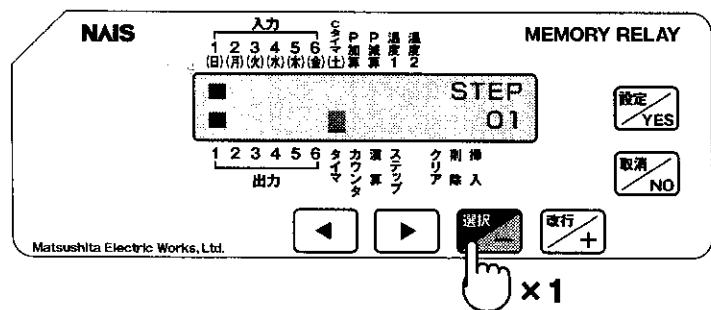 NAiS
入力
MEMORY RELAY
1 2 3 4 5 6 Cタイマ P加算 P減算 温度1 温度2
(日) (月) (火) (水) (木) (金) (土)
STEP
01
設定/YES
1 2 3 4 5 6 タイマ カウンタ 演算 ステップ クリア 削除 挿入
出力
取消/NO
Matsushita Electric Works, Ltd.
◀ ▶ 選択/− 改行/+
×1